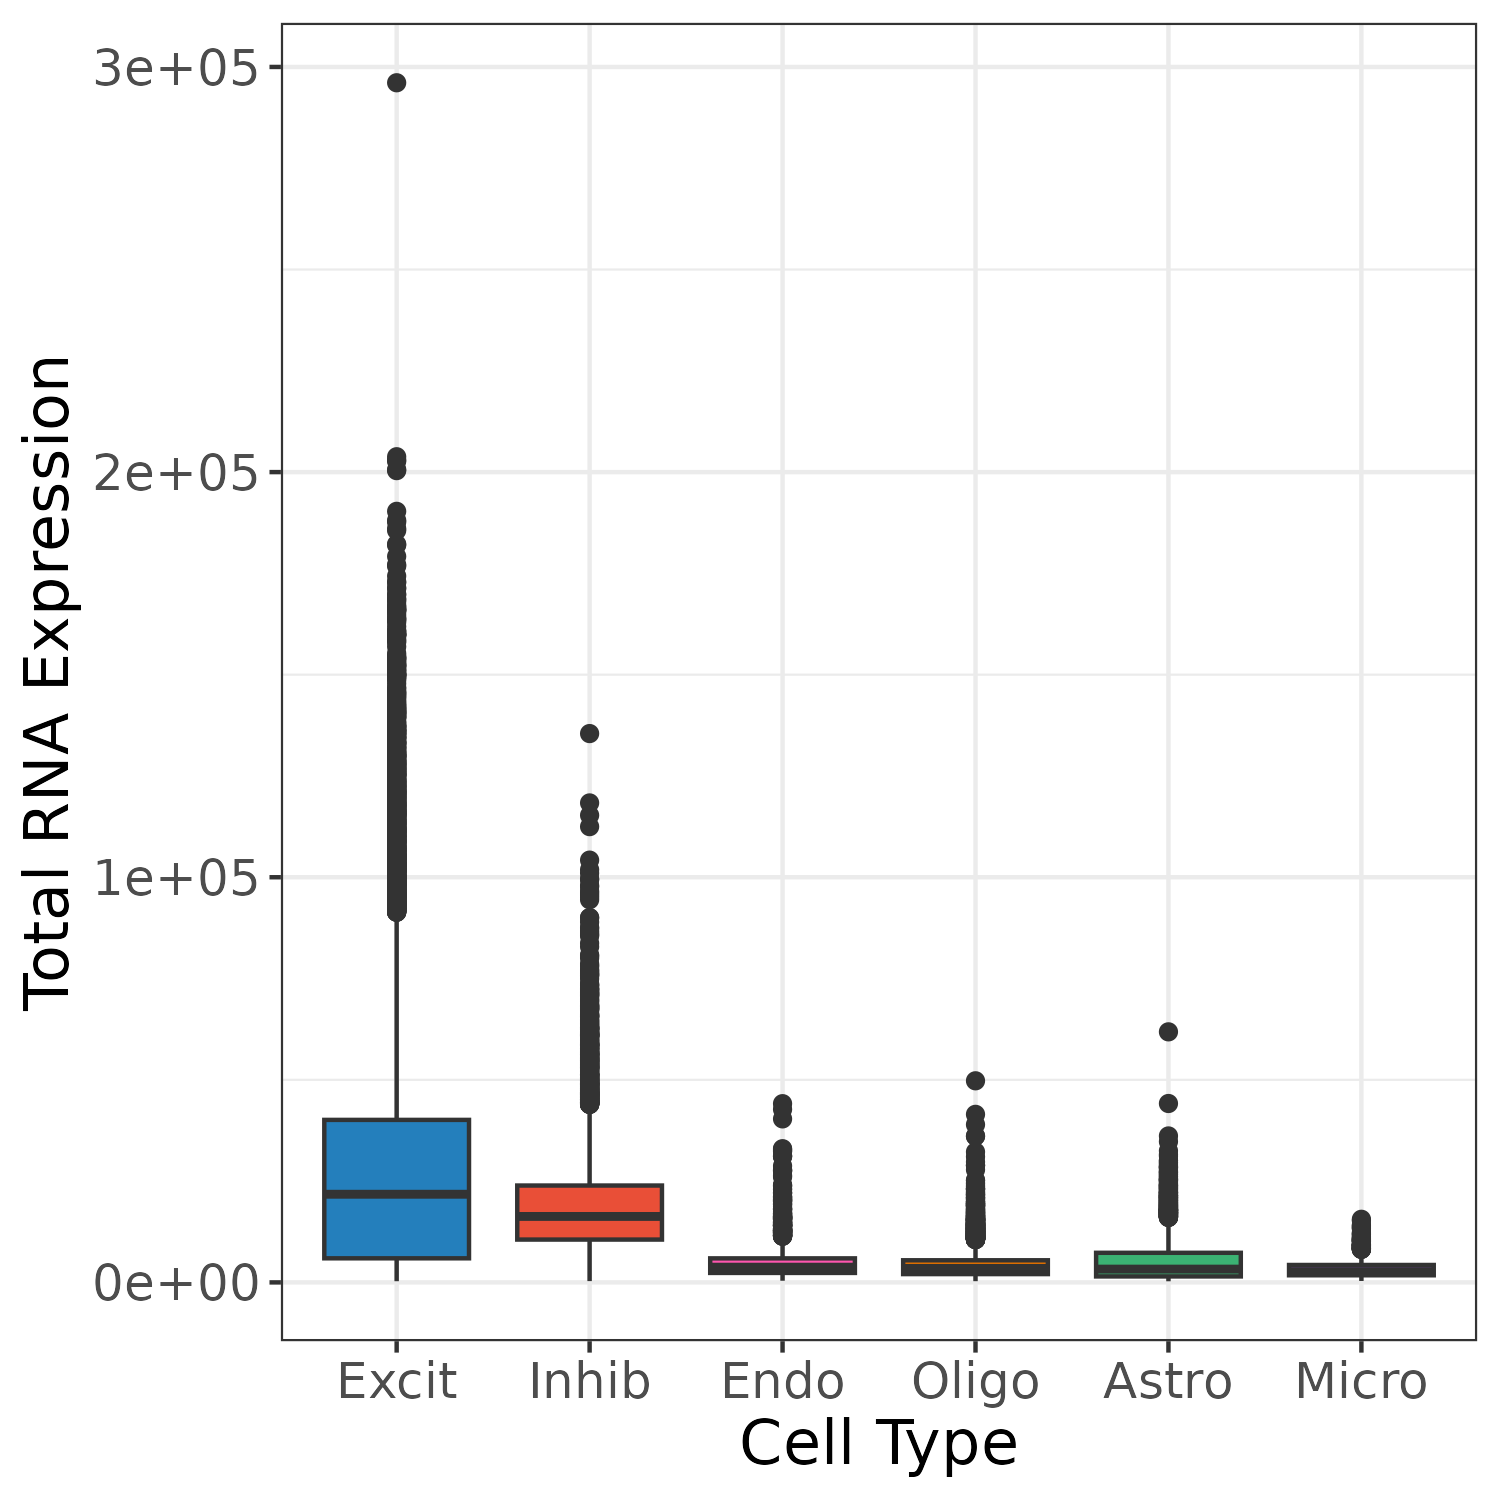 Total RNA Expression
3e+05
2e+05
1e+05
0e+00
Excit Inhib Endo Oligo Astro Micro
Cell Type